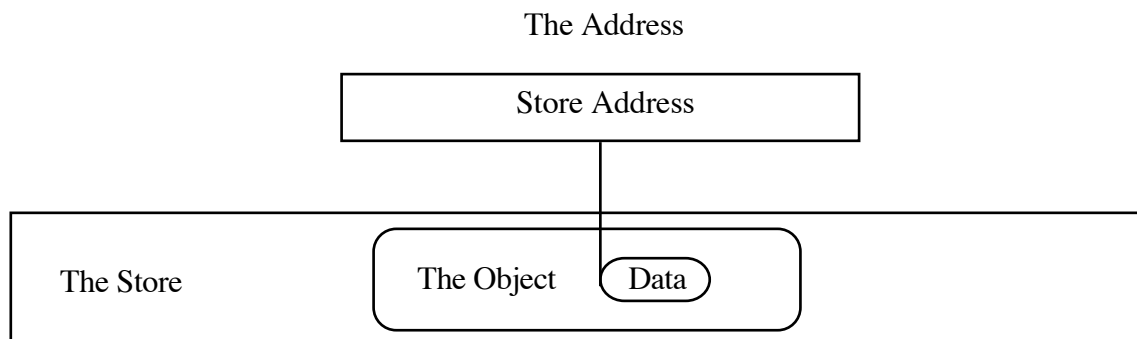 The Address
Store Address
The Store
The Object
Data